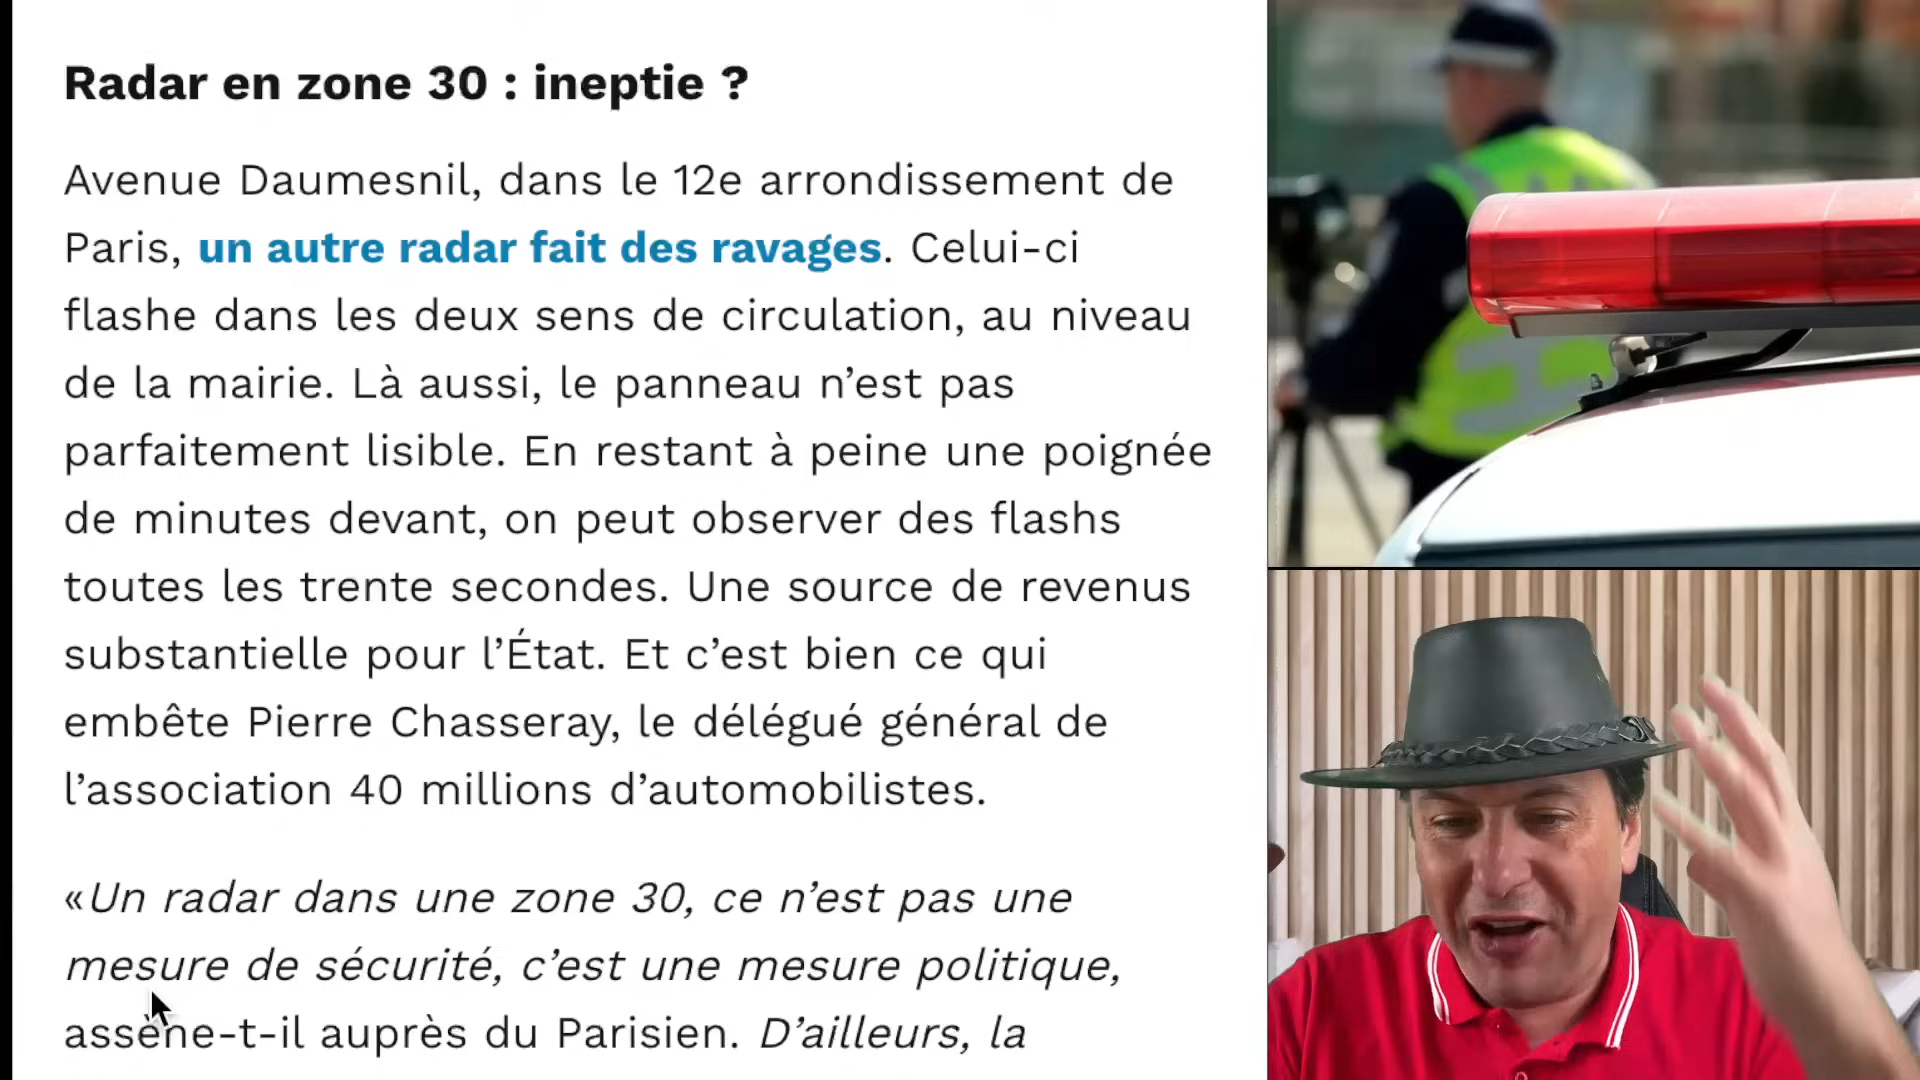 Radar en zone 30 : ineptie ?
Avenue Daumesnil, dans le 12e arrondissement de
Paris, un autre radar fait des ravages. Celui-ci
flashe dans les deux sens de circulation, au niveau
de la mairie. Là aussi, le panneau n’est pas
parfaitement lisible. En restant à peine une poignée
de minutes devant, on peut observer des flashs
toutes les trente secondes. Une source de revenus
substantielle pour l’État. Et c’est bien ce qui
embête Pierre Chasseray, le délégué général de
l’association 40 millions d’automobilistes.
«Un radar dans une zone 30, ce n’est pas une
mesure de sécurité, c’est une mesure politique,
assène-t-il auprès du Parisien. D’ailleurs, la